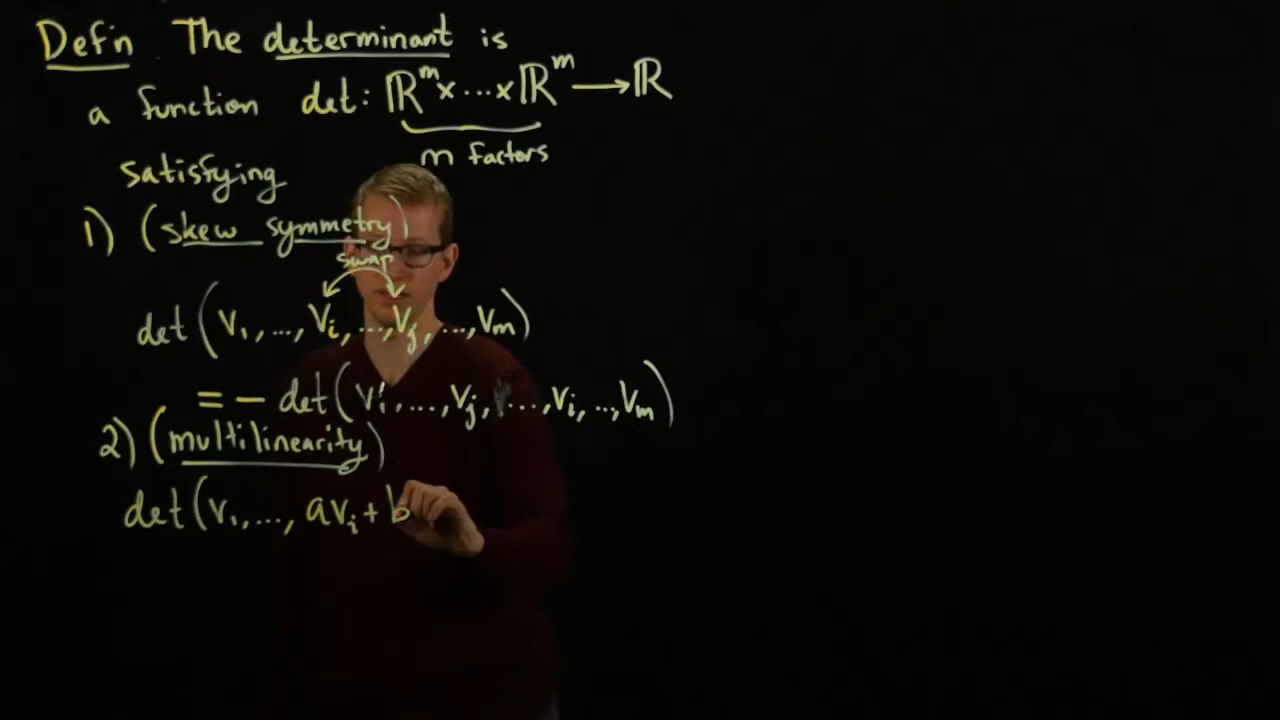 Defn The determinant is
a function det: ℝ^m × ... × ℝ^m ⟶ ℝ
m factors
satisfying
1) (skew symmetry)
swap
det(v₁, ..., vᵢ, ..., vⱼ, ..., vₘ)
= - det(v₁, ..., vⱼ, ..., vᵢ, .., vₘ)
2) (multilinearity)
det(v₁, ..., avᵢ + b